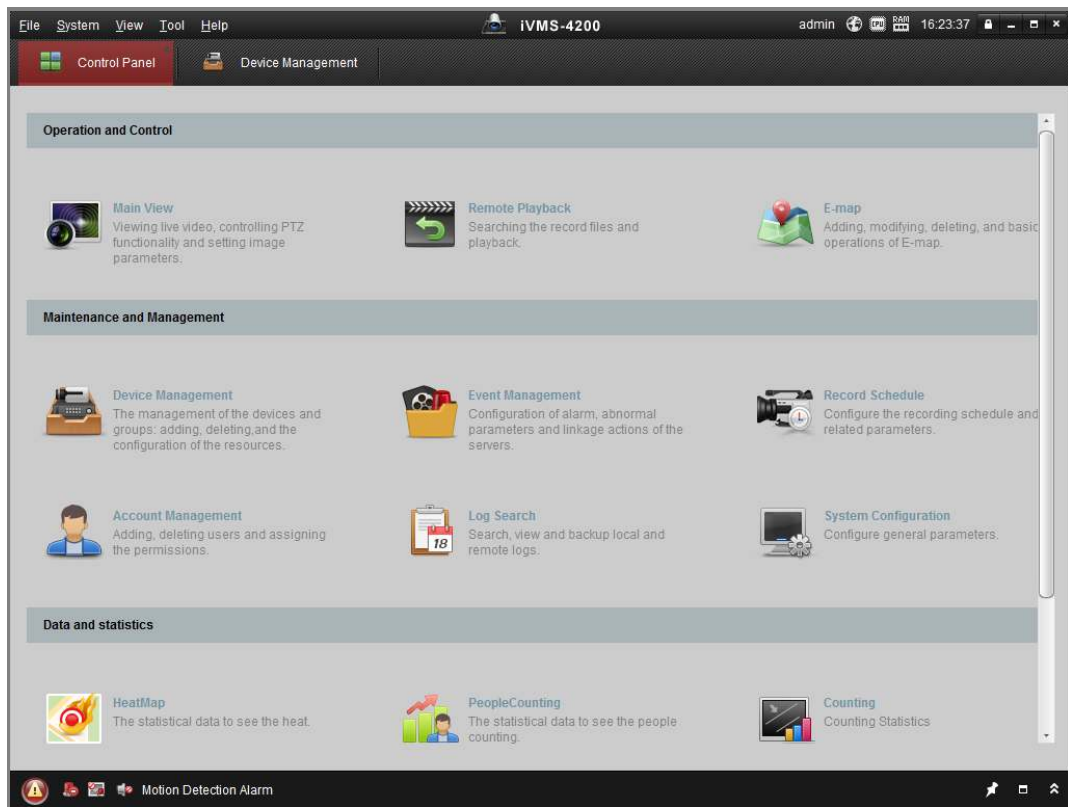 File System View Tool Help iVMS-4200 admin CPU RAM 16:23:37
Control Panel Device Management
Operation and Control
Main View
Viewing live video, controlling PTZ
functionality and setting image
parameters.
Remote Playback
Searching the record files and
playback.
E-map
Adding, modifying, deleting, and basic
operations of E-map.
Maintenance and Management
Device Management
The management of the devices and
groups: adding, deleting,and the
configuration of the resources.
Event Management
Configuration of alarm, abnormal
parameters and linkage actions of the
servers.
Record Schedule
Configure the recording schedule and
related parameters.
Account Management
Adding, deleting users and assigning
the permissions.
18
Log Search
Search, view and backup local and
remote logs.
System Configuration
Configure general parameters.
Data and statistics
HeatMap
The statistical data to see the heat.
PeopleCounting
The statistical data to see the people
counting.
Counting
Counting Statistics
Motion Detection Alarm